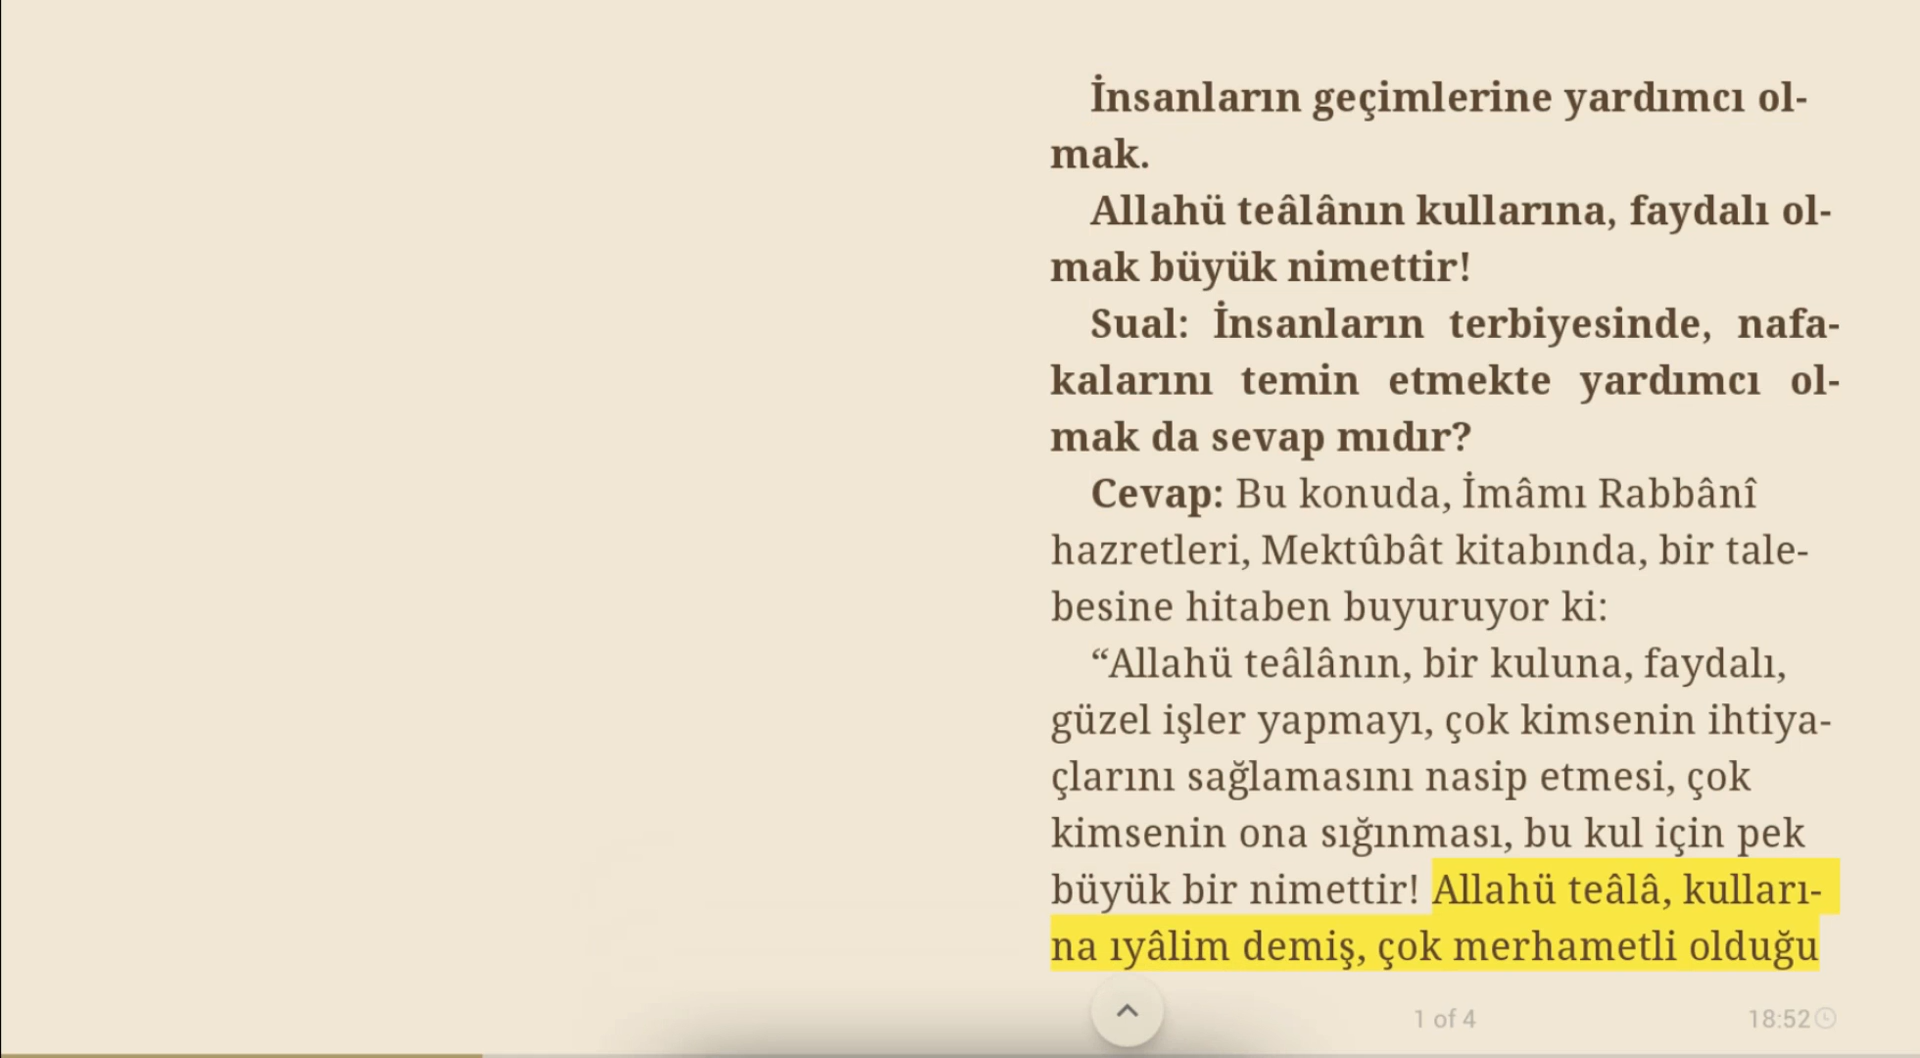 İnsanların geçimlerine yardımcı ol-
mak.
Allahü teâlânın kullarına, faydalı ol-
mak büyük nimettir!
Sual: İnsanların terbiyesinde, nafa-
kalarını temin etmekte yardımcı ol-
mak da sevap mıdır?
Cevap: Bu konuda, İmâmı Rabbânî
hazretleri, Mektûbât kitabında, bir tale-
besine hitaben buyuruyor ki:
“Allahü teâlânın, bir kuluna, faydalı,
güzel işler yapmayı, çok kimsenin ihtiya-
çlarını sağlamasını nasip etmesi, çok
kimsenin ona sığınması, bu kul için pek
büyük bir nimettir! Allahü teâlâ, kulları-
na ıyâlim demiş, çok merhametli olduğu
1 of 4
18:52